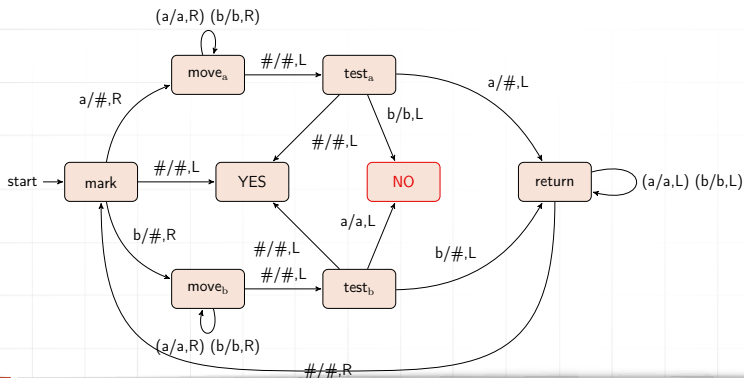 (a/a,R) (b/b,R)
move_a
#/#,L
test_a
a/#,L
a/#,R
b/b,L
#/#,L
start
mark
#/#,L
YES
NO
return
(a/a,L) (b/b,L)
a/a,L
b/#,R
#/#,L
b/#,L
#/#,L
move_b
test_b
(a/a,R) (b/b,R)
#/#,R